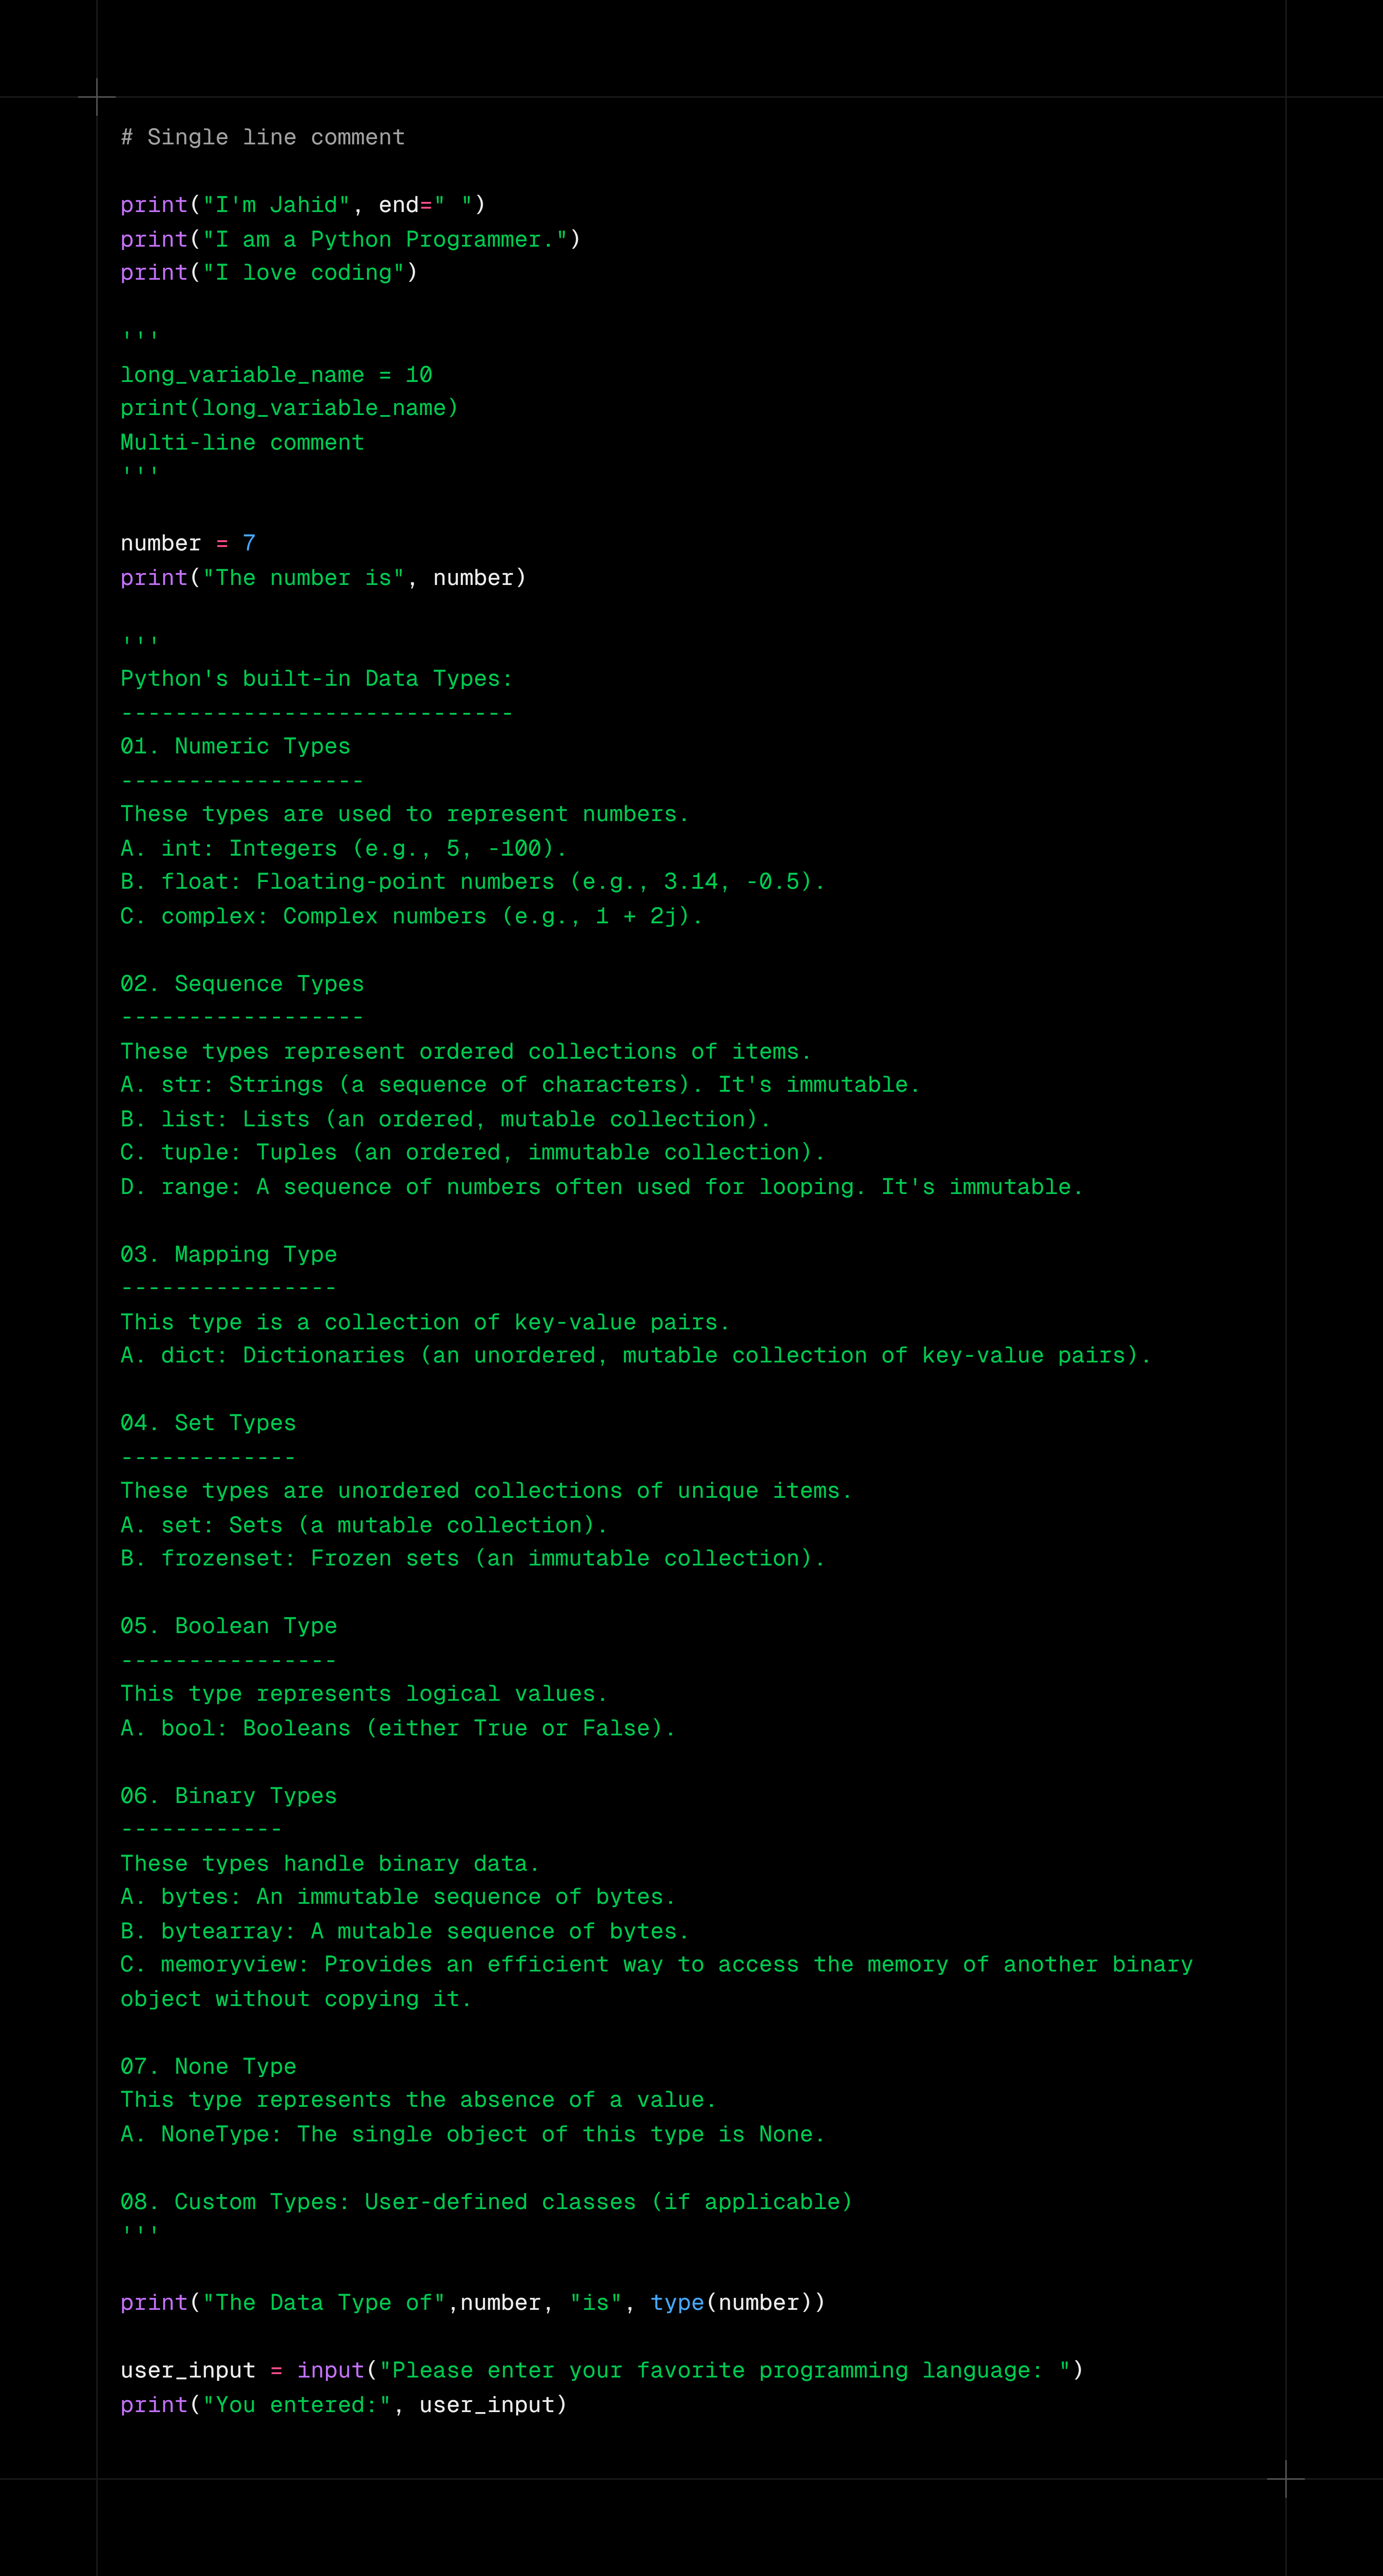 # Single line comment
print("I'm Jahid", end=" ")
print("I am a Python Programmer.")
print("I love coding")
'''
long_variable_name = 10
print(long_variable_name)
Multi-line comment
'''
number = 7
print("The number is", number)
'''
Python's built-in Data Types:
-----------------------------
01. Numeric Types
------------------
These types are used to represent numbers.
A. int: Integers (e.g., 5, -100).
B. float: Floating-point numbers (e.g., 3.14, -0.5).
C. complex: Complex numbers (e.g., 1 + 2j).
02. Sequence Types
------------------
These types represent ordered collections of items.
A. str: Strings (a sequence of characters). It's immutable.
B. list: Lists (an ordered, mutable collection).
C. tuple: Tuples (an ordered, immutable collection).
D. range: A sequence of numbers often used for looping. It's immutable.
03. Mapping Type
----------------
This type is a collection of key-value pairs.
A. dict: Dictionaries (an unordered, mutable collection of key-value pairs).
04. Set Types
-------------
These types are unordered collections of unique items.
A. set: Sets (a mutable collection).
B. frozenset: Frozen sets (an immutable collection).
05. Boolean Type
----------------
This type represents logical values.
A. bool: Booleans (either True or False).
06. Binary Types
------------
These types handle binary data.
A. bytes: An immutable sequence of bytes.
B. bytearray: A mutable sequence of bytes.
C. memoryview: Provides an efficient way to access the memory of another binary
object without copying it.
07. None Type
This type represents the absence of a value.
A. NoneType: The single object of this type is None.
08. Custom Types: User-defined classes (if applicable)
'''
print("The Data Type of",number, "is", type(number))
user_input = input("Please enter your favorite programming language: ")
print("You entered:", user_input)